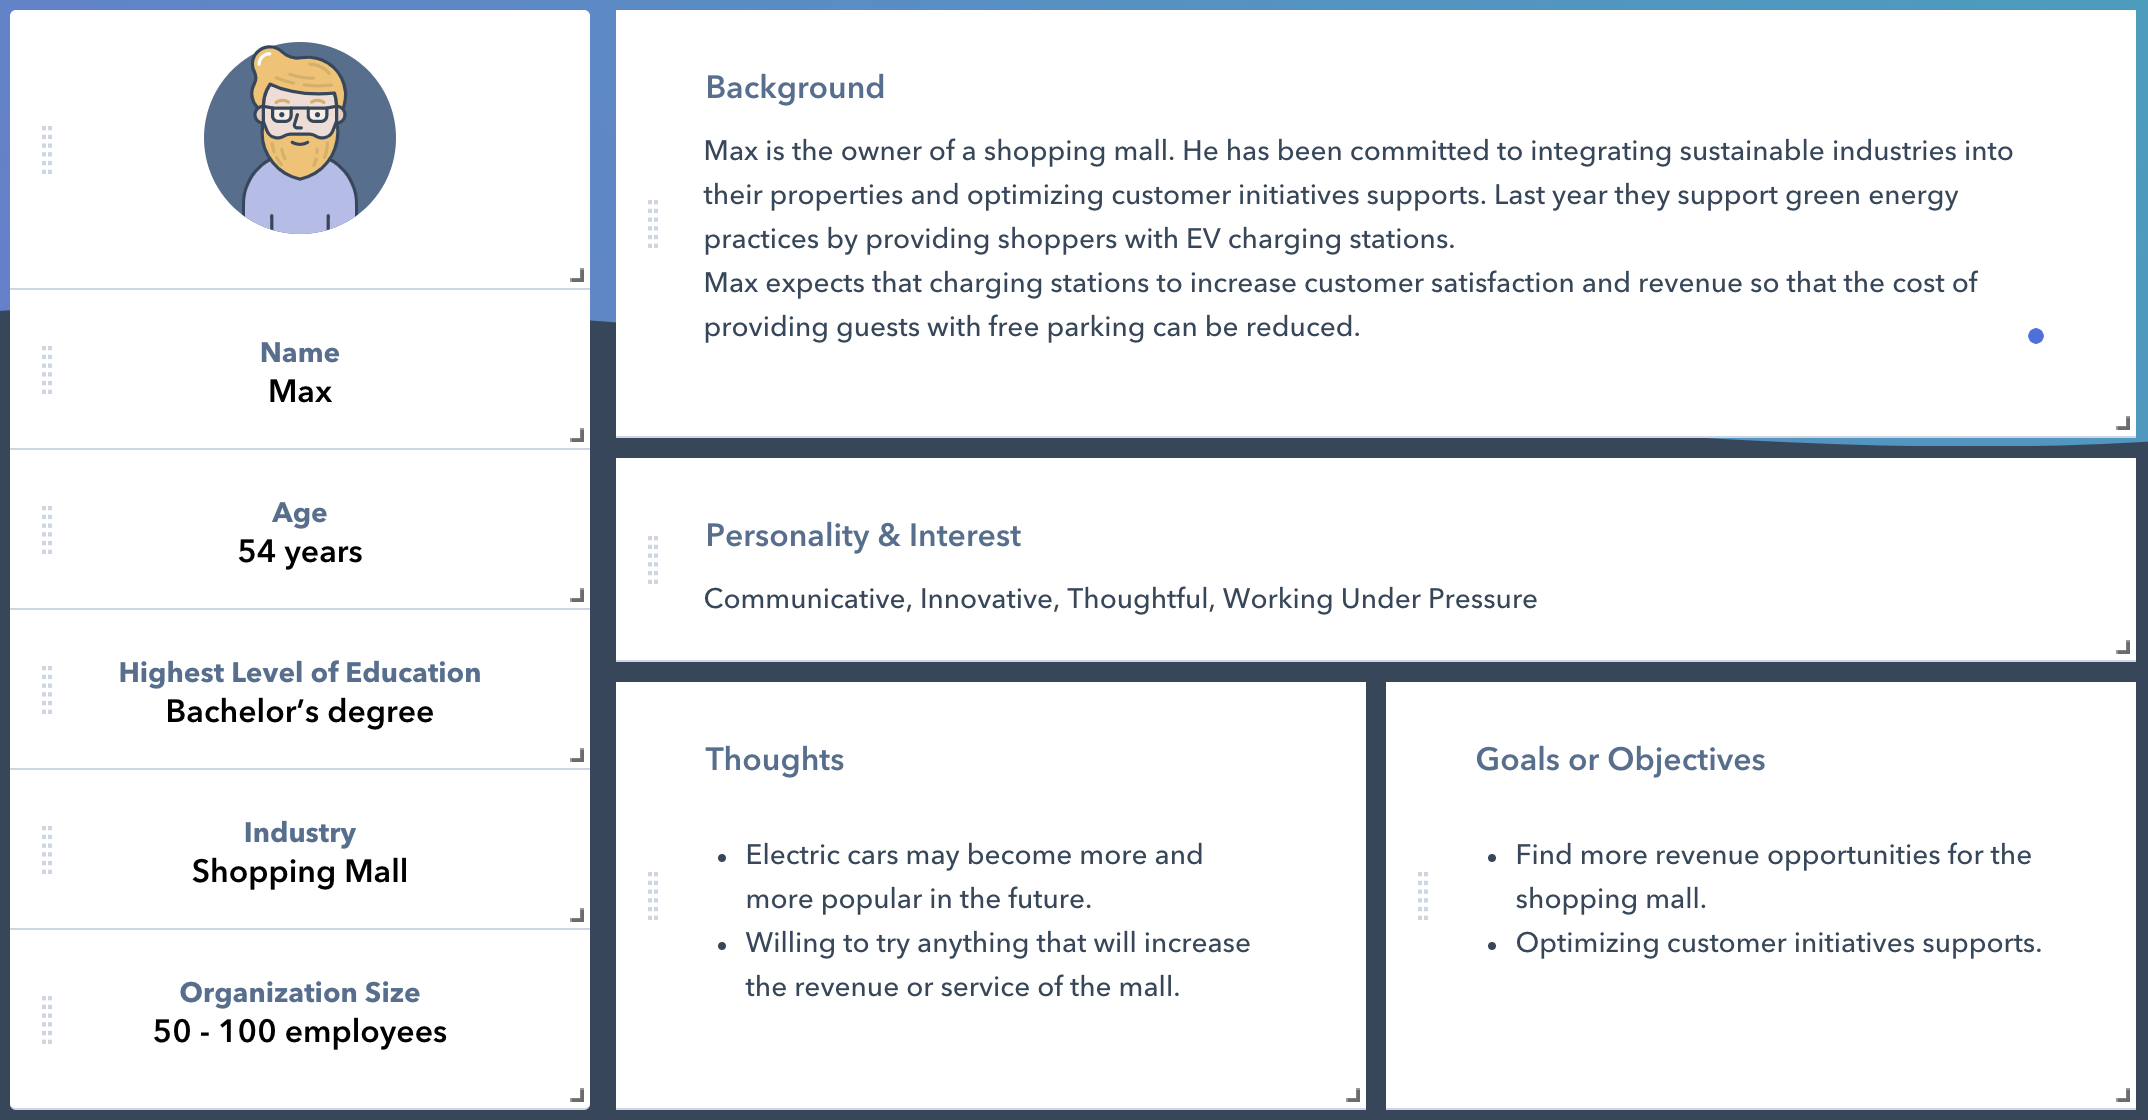 Name
Max
Age
54 years
Highest Level of Education
Bachelor’s degree
Industry
Shopping Mall
Organization Size
50 - 100 employees
Background
Max is the owner of a shopping mall. He has been committed to integrating sustainable industries into
their properties and optimizing customer initiatives supports. Last year they support green energy
practices by providing shoppers with EV charging stations.
Max expects that charging stations to increase customer satisfaction and revenue so that the cost of
providing guests with free parking can be reduced.
Personality & Interest
Communicative, Innovative, Thoughtful, Working Under Pressure
Thoughts
• Electric cars may become more and
more popular in the future.
• Willing to try anything that will increase
the revenue or service of the mall.
Goals or Objectives
• Find more revenue opportunities for the
shopping mall.
• Optimizing customer initiatives supports.